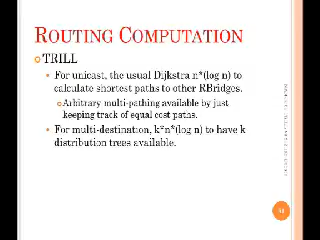 ROUTING COMPUTATION
TRILL
For unicast, the usual Dijkstra n*(log n) to
calculate shortest paths to other RBridges.
Arbitrary multi-pathing available by just
keeping track of equal cost paths.
For multi-destination, k*n*(log n) to have k
distribution trees available.